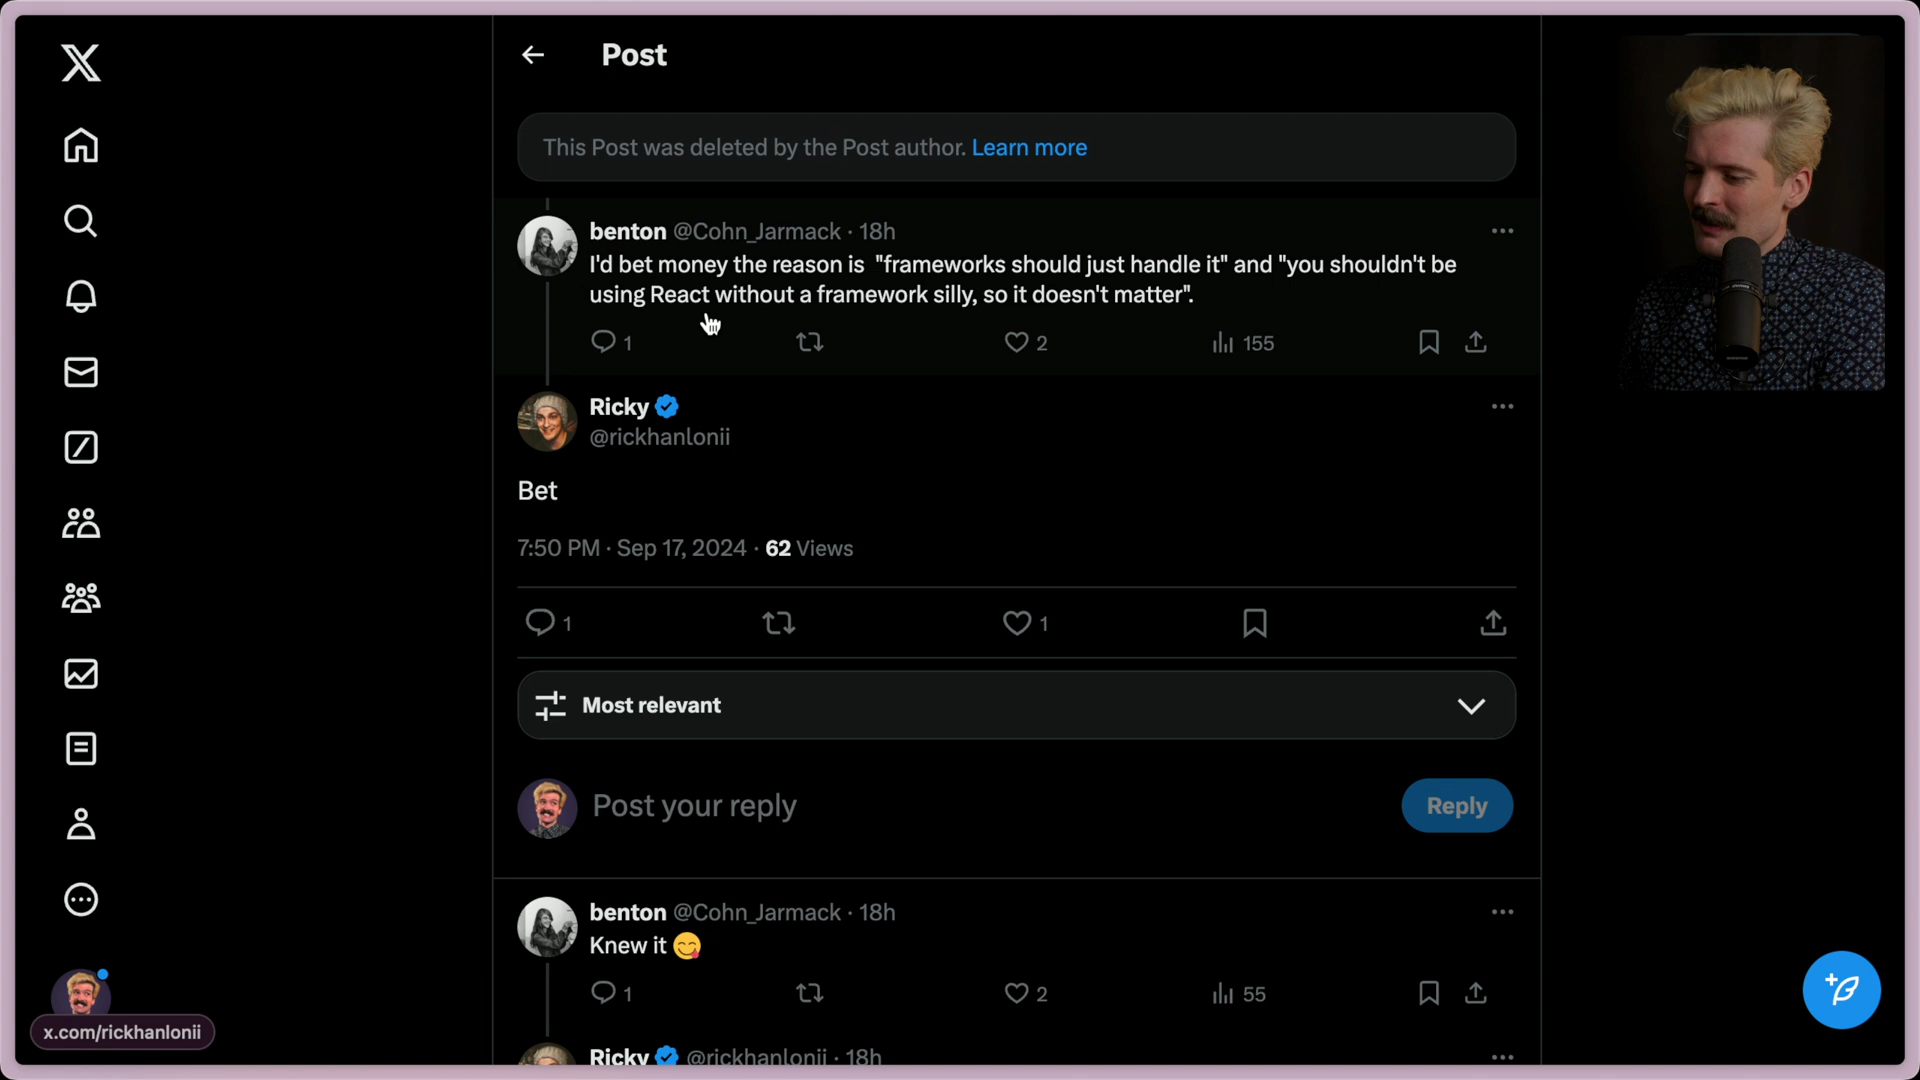 Post
This Post was deleted by the Post author. Learn more
benton @Cohn_Jarmack · 18h
I'd bet money the reason is "frameworks should just handle it" and "you shouldn't be
using React without a framework silly, so it doesn't matter".
1
2
155
Ricky
@rickhanlonii
Bet
7:50 PM · Sep 17, 2024 · 62 Views
1
1
Most relevant
Post your reply
Reply
benton @Cohn_Jarmack · 18h
Knew it 😋
1
2
55
x.com/rickhanlonii
Ricky @rickhanlonii · 18h